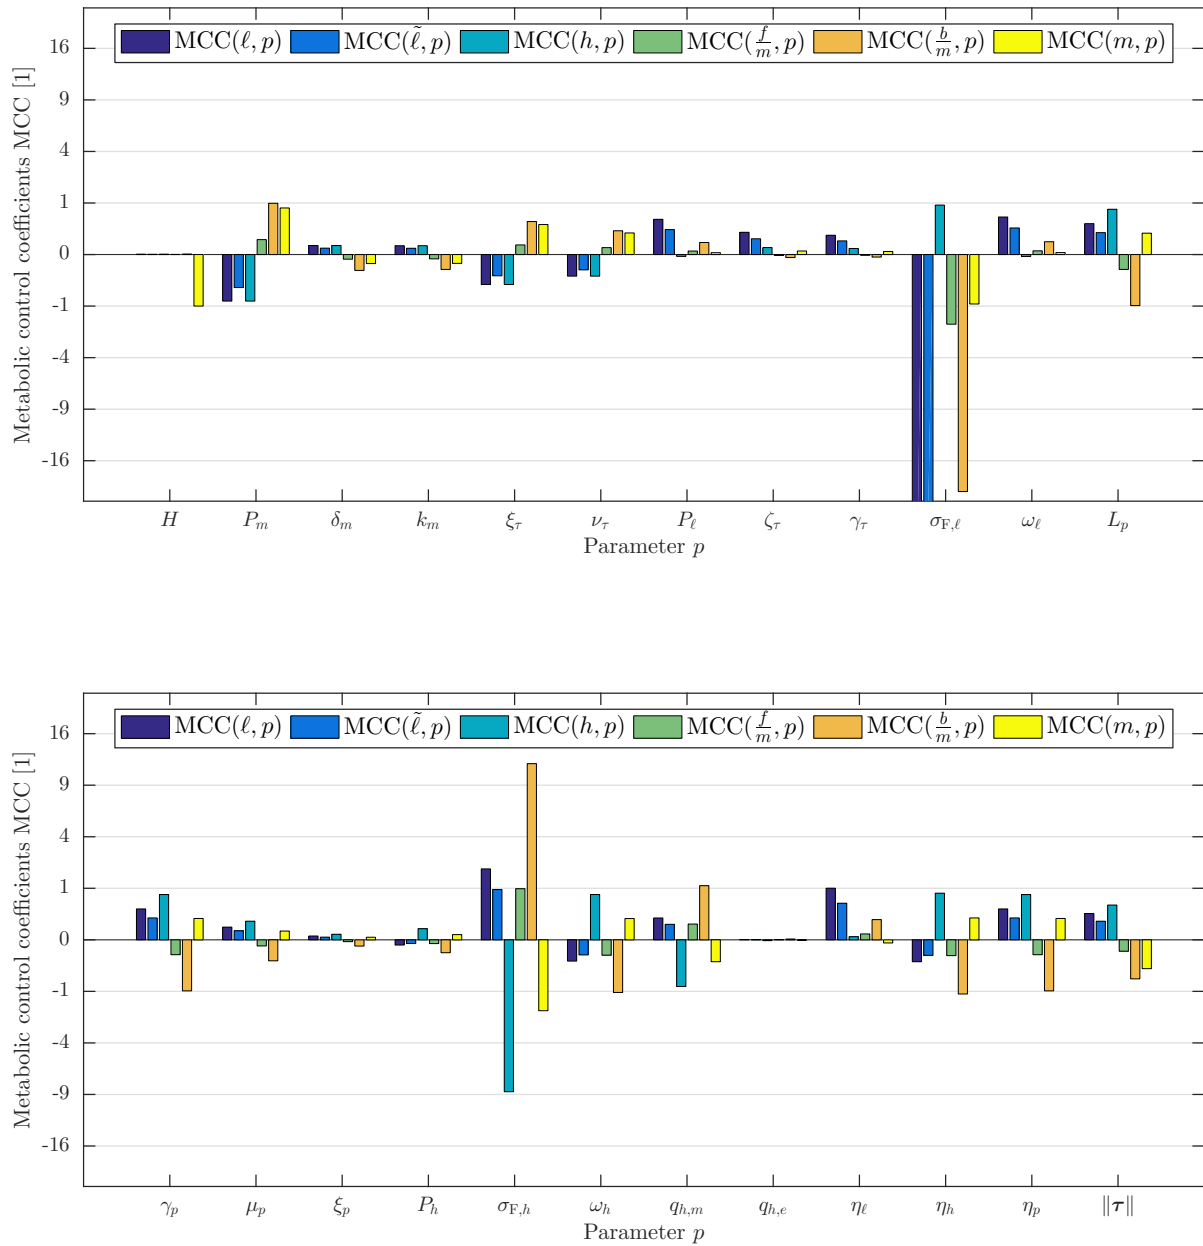 MCC(ℓ, p) MCC(ℓ̃, p) MCC(h, p) MCC(f/m, p) MCC(b/m, p) MCC(m, p)
Metabolic control coefficients MCC [1]
16
9
4
1
0
-1
-4
-9
-16
H P_m δ_m k_m ξ_τ ν_τ P_ℓ ζ_τ γ_τ σ_F,ℓ ω_ℓ L_p
Parameter p
MCC(ℓ, p) MCC(ℓ̃, p) MCC(h, p) MCC(f/m, p) MCC(b/m, p) MCC(m, p)
Metabolic control coefficients MCC [1]
16
9
4
1
0
-1
-4
-9
-16
γ_p μ_p ξ_p P_h σ_F,h ω_h q_h,m q_h,e η_ℓ η_h η_p ‖τ‖
Parameter p